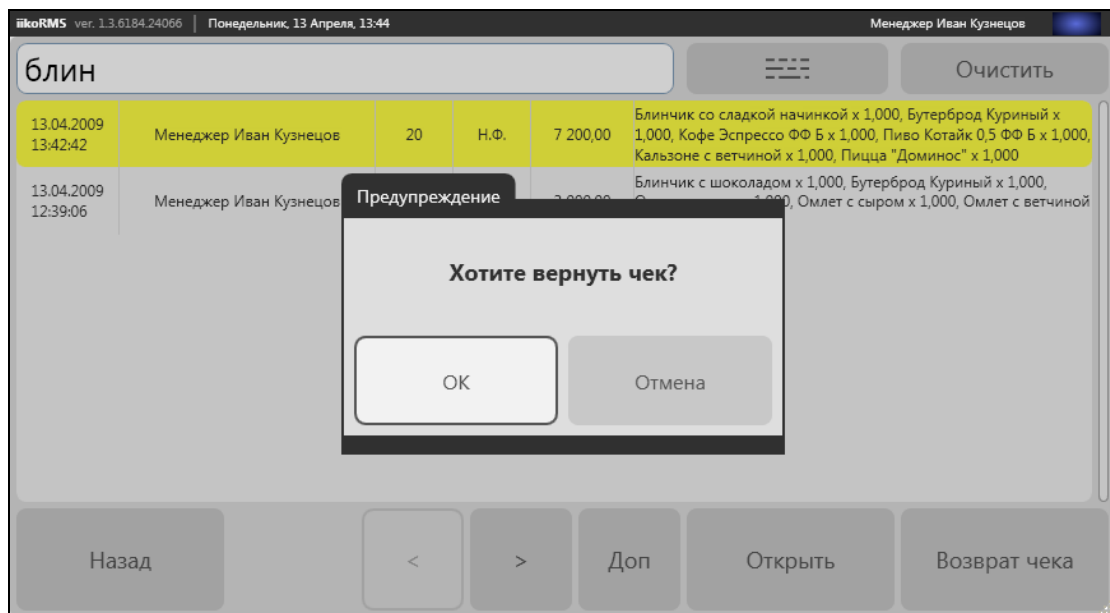 iikoRMS ver. 1.3.6184.24066 | Понедельник, 13 Апреля, 13:44 Менеджер Иван Кузнецов
блин
Очистить
13.04.2009
13:42:42
Менеджер Иван Кузнецов 20 Н.Ф. 7 200,00
Блинчик со сладкой начинкой x 1,000, Бутерброд Куриный x
1,000, Кофе Эспрессо ФФ Б x 1,000, Пиво Котайк 0,5 ФФ Б x 1,000,
Кальзоне с ветчиной x 1,000, Пицца "Доминос" x 1,000
13.04.2009
12:39:06
Менеджер Иван Кузнецов
Блинчик с шоколадом x 1,000, Бутерброд Куриный x 1,000,
Омлет с сыром x 1,000, Омлет с ветчиной
Предупреждение
Хотите вернуть чек?
ОК Отмена
Назад < > Доп Открыть Возврат чека